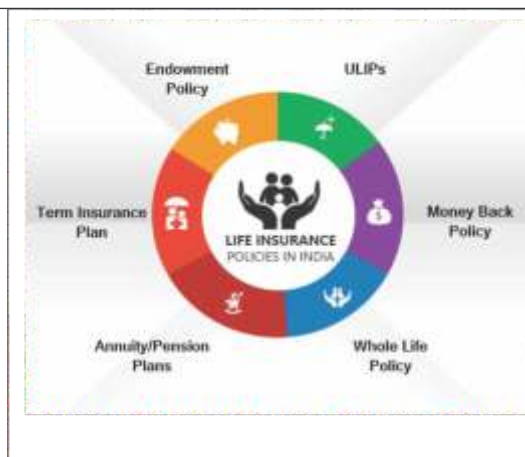 Endowment
Policy
ULIPs
Term Insurance
Plan
LIFE INSURANCE
POLICIES IN INDIA
Money Back
Policy
Annuity/Pension
Plans
Whole Life
Policy